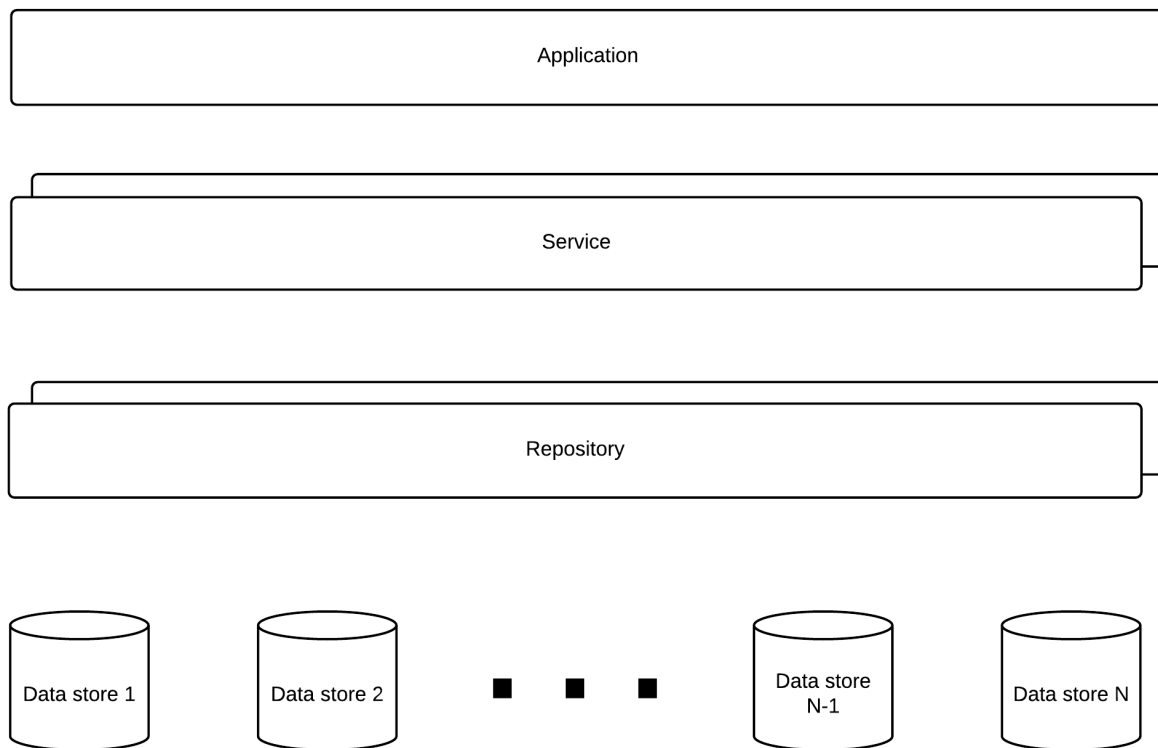 Application
Service
Repository
Data store 1
Data store 2
Data store
N-1
Data store N